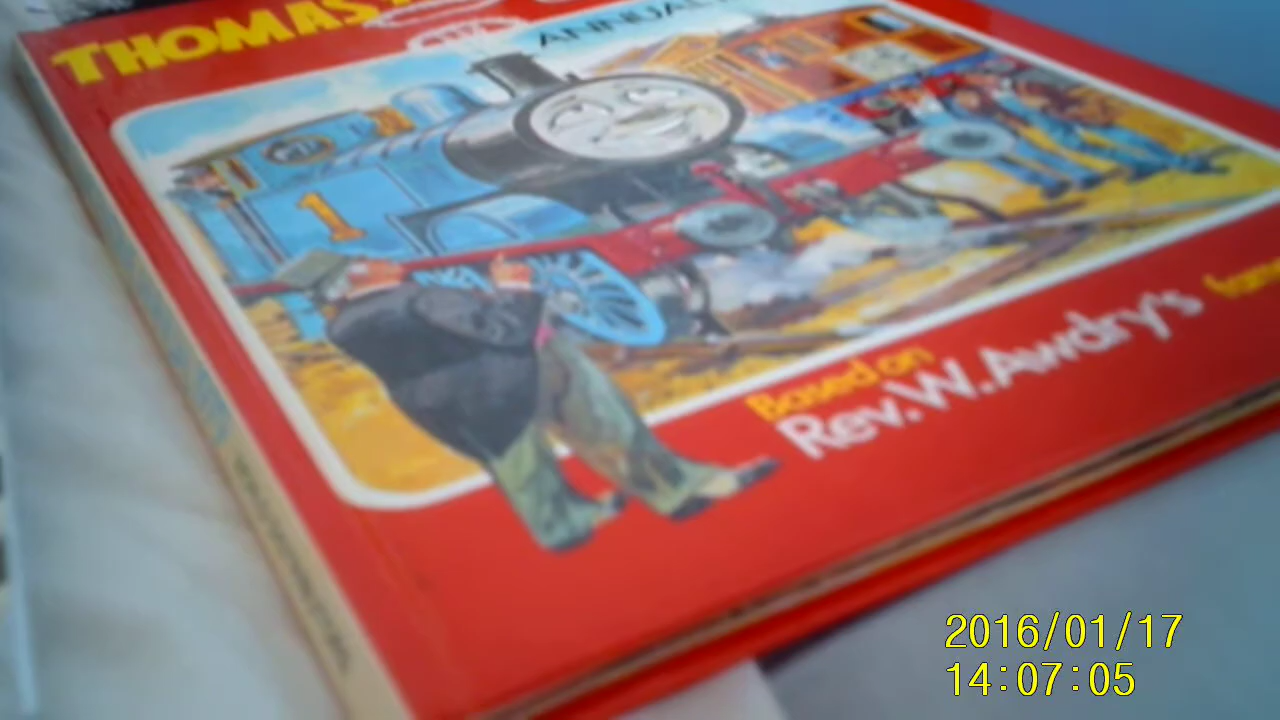 THOMAS
ANNUAL
1
Based on
Rev.W.Awdry's
2016/01/17
14:07:05